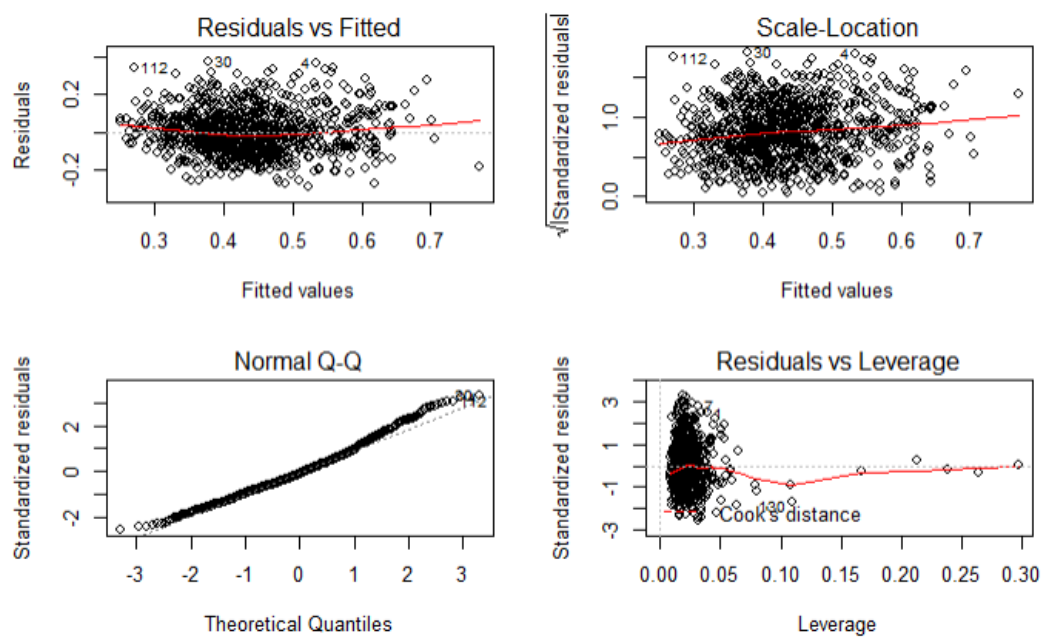 Residuals vs Fitted
Residuals
0.2
-0.2
112
30
4
0.3 0.4 0.5 0.6 0.7
Fitted values
Scale-Location
√|Standardized residuals|
1.0
0.0
112
30
4
0.3 0.4 0.5 0.6 0.7
Fitted values
Normal Q-Q
Standardized residuals
2
0
-2
112
-3 -2 -1 0 1 2 3
Theoretical Quantiles
Residuals vs Leverage
Standardized residuals
3
1
-1
-3
7
130
Cook's distance
0.00 0.05 0.10 0.15 0.20 0.25 0.30
Leverage